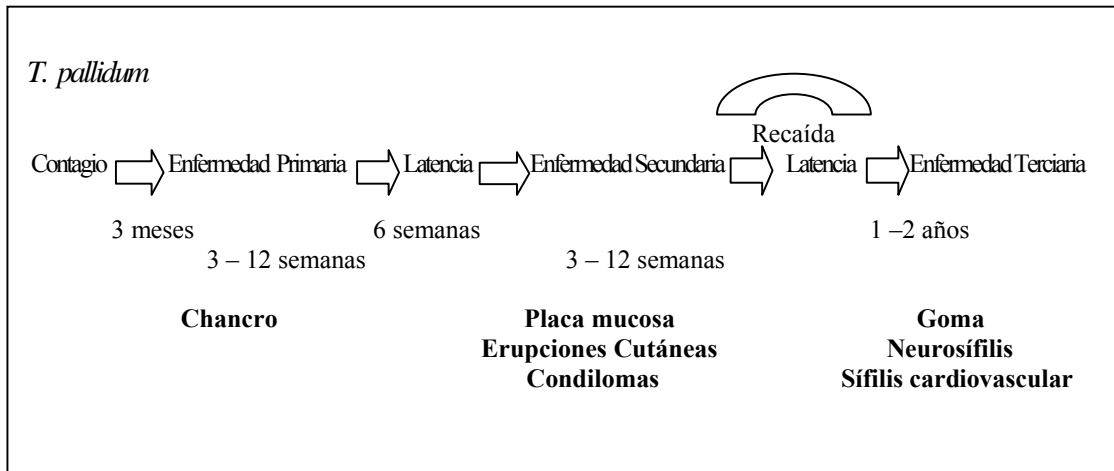 T. pallidum
Recaída
Contagio Enfermedad Primaria Latencia Enfermedad Secundaria Latencia Enfermedad Terciaria
3 meses 6 semanas 1 –2 años
3 – 12 semanas 3 – 12 semanas
Chancro Placa mucosa Goma
Erupciones Cutáneas Neurosífilis
Condilomas Sífilis cardiovascular